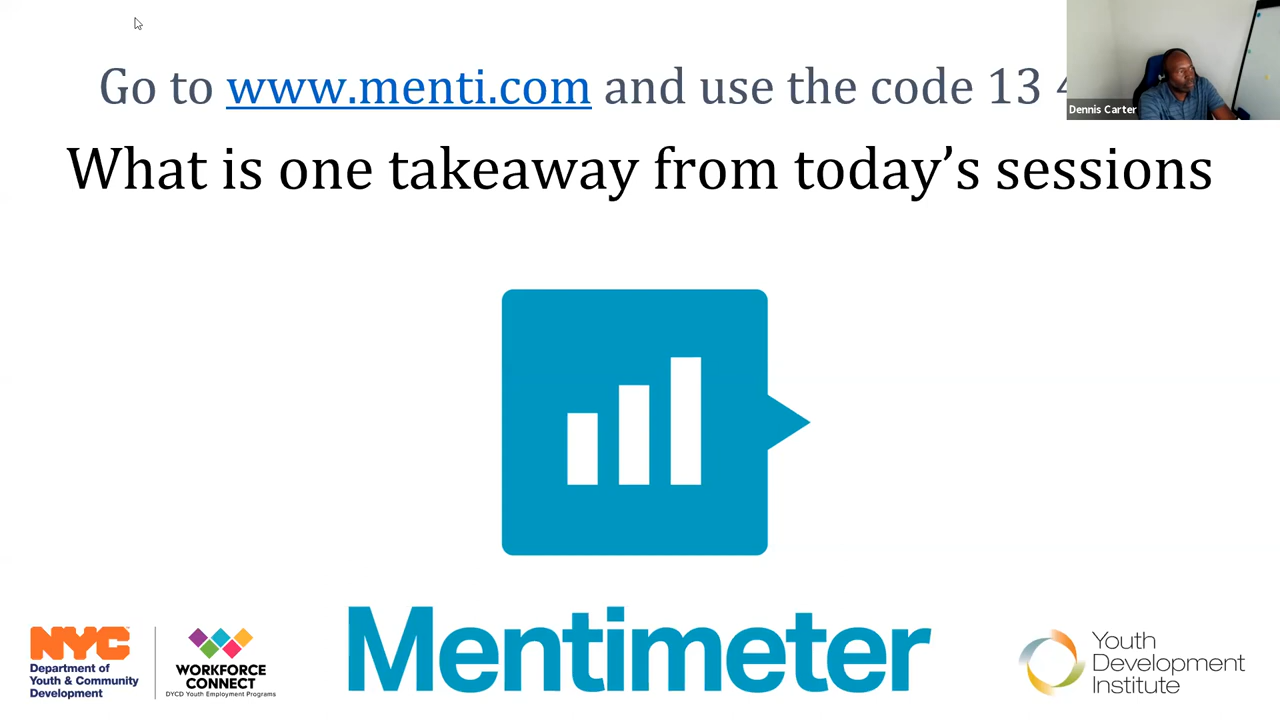 Go to www.menti.com and use the code 13 4
Dennis Carter
What is one takeaway from today’s sessions
Mentimeter
NYC
Department of
Youth & Community
Development
WORKFORCE
CONNECT
DYCD Youth Employment Programs
Youth
Development
Institute